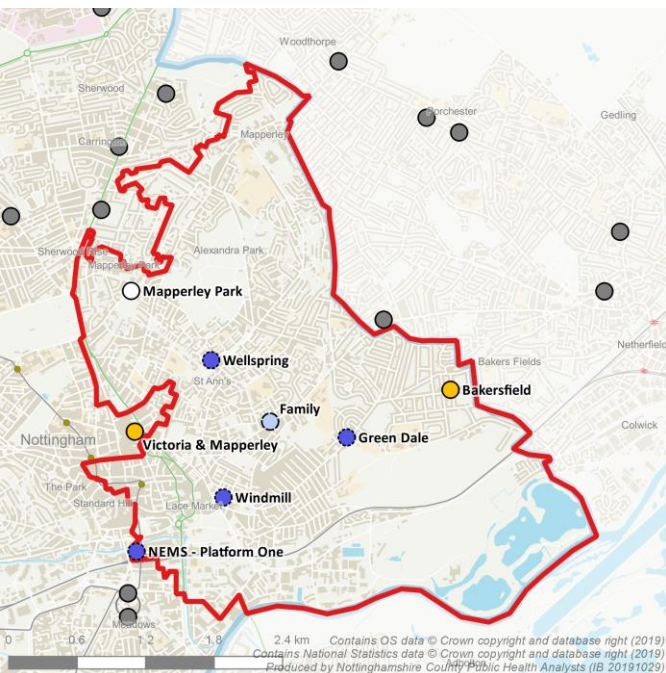 Woodthorpe
Sherwood
Porchester
Gedling
Mapperley
Carrington
Alexandra Park
Sherwood Rise
Mapperley Park
Mapperley Park
Netherfield
Wellspring
Bakers Fields
St Ann's
Bakersfield
Family
Colwick
Nottingham
Victoria & Mapperley
Green Dale
The Park
Windmill
Standard Hill
Lace Market
NEMS - Platform One
Meadows
0 0.6 1.2 1.8 2.4 km
Contains OS data © Crown copyright and database right (2019)
Contains National Statistics data © Crown copyright and database right (2019)
Produced by Nottinghamshire County Public Health Analysts (IB 20191029)